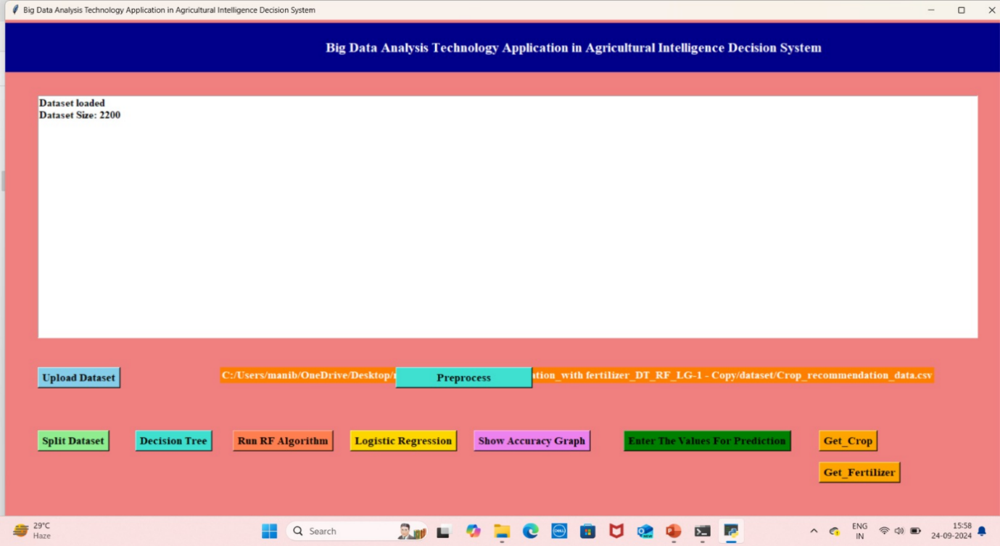 Big Data Analysis Technology Application in Agricultural Intelligence Decision System
Big Data Analysis Technology Application in Agricultural Intelligence Decision System
Dataset loaded
Dataset Size: 2200
Upload Dataset
C:/Users/manib/OneDrive/Desktop/
Preprocess
ation_with fertilizer_DT_RF_LG-1 - Copy/dataset/Crop_recommendation_data.csv
Split Dataset
Decision Tree
Run RF Algorithm
Logistic Regression
Show Accuracy Graph
Enter The Values For Prediction
Get_Crop
Get_Fertilizer
29°C
Haze
Search
DELL
ENG
IN
15:58
24-09-2024